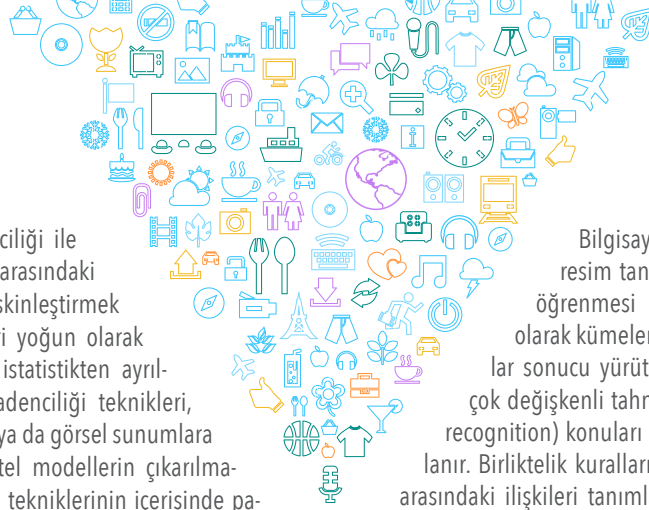 ciliği ile
arasındaki
skinleştirmek
ri yoğun olarak
istatistikten ayrıl-
adenciliği teknikleri,
ya da görsel sunumlara
tel modellerin çıkarılma-
tekniklerinin içerisinde pa-
Bilgisay
resim tan
öğrenmesi
olarak kümeler
lar sonucu yürüt
çok değişkenli tahm
recognition) konuları
lanır. Birliktelik kuralları
arasındaki ilişkileri tanıml